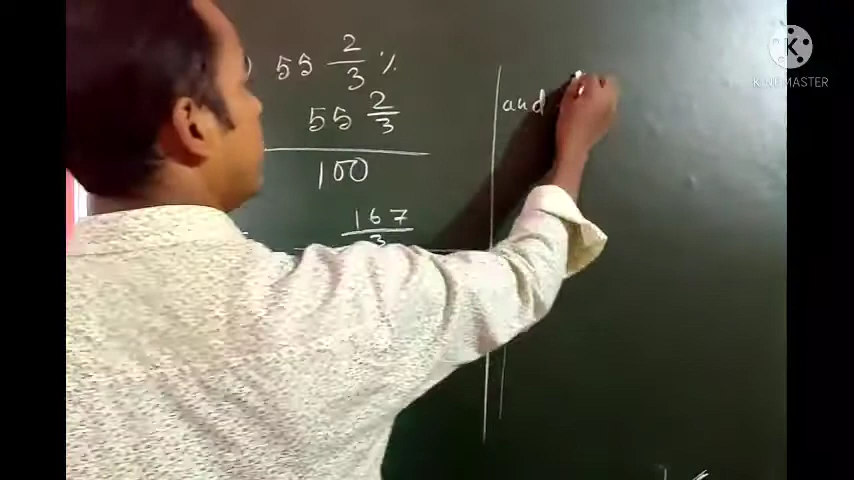 ) 55 2/3 %
55 2/3
100
167
3
and
K
KINEMASTER